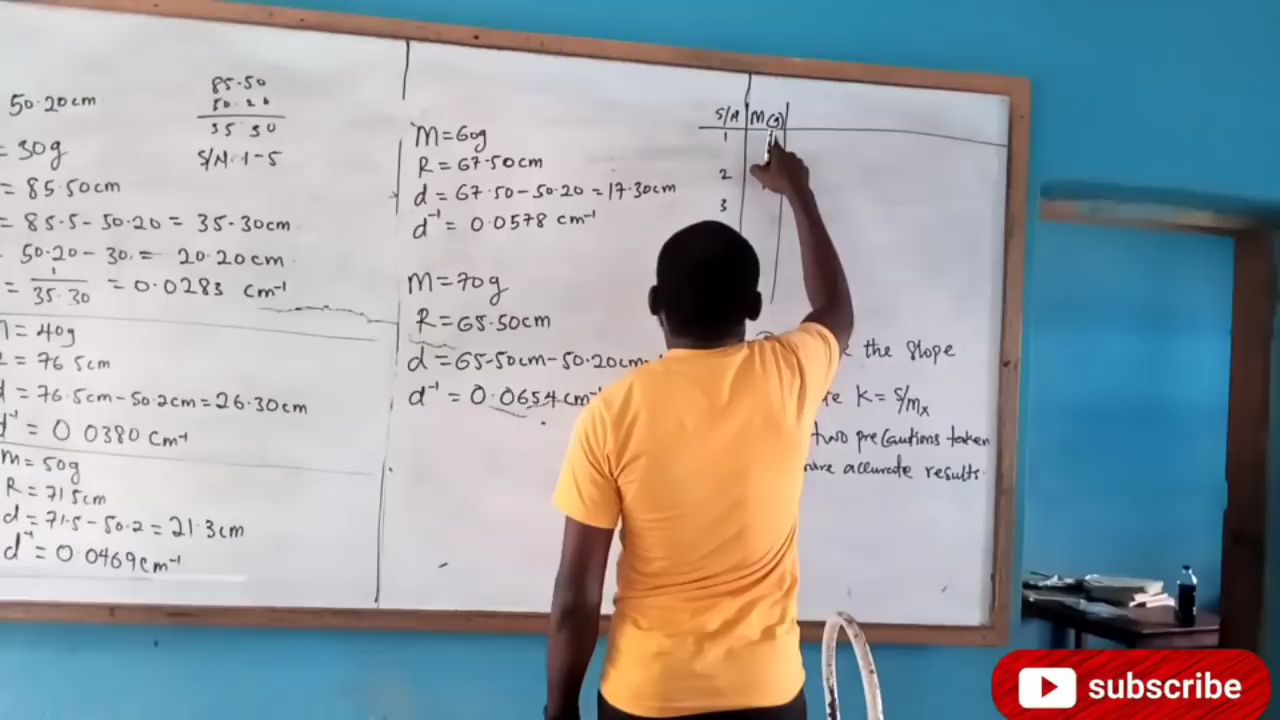 50.20cm
85.50
50.20
35 30
S/N. 1-5
= 30g
= 85.50cm
= 85.5-50.20 = 35.30cm
50.20-30. = 20.20cm
= 1/35.30 = 0.0283 cm⁻¹
= 40g
= 76 5cm
d = 76.5cm-50.2cm=26.30cm
d⁻¹ = 0 0380 cm⁻¹
M=50g
R=71 5cm
d=71.5-50.2=21.3cm
d⁻¹ = 0.0469cm⁻¹
M=60g
R=67.50cm
d = 67.50-50.20=17.30cm
d⁻¹ = 0.0578 cm⁻¹
M=70g
R=65.50cm
d=65-50cm-50.20cm
d⁻¹ = 0.0654cm⁻¹
S/N M(g)
1
2
3
the slope
K=S/mx
two precautions taken
accurate results.
subscribe